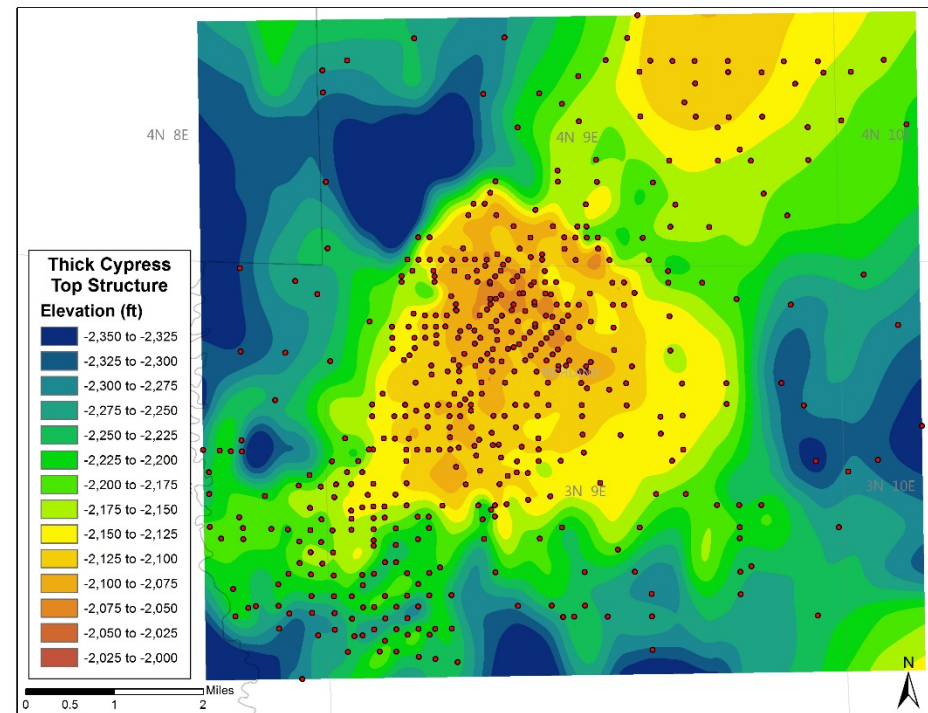 4N 8E
4N 9E
4N 10
Thick Cypress
Top Structure
Elevation (ft)
-2,350 to -2,325
-2,325 to -2,300
-2,300 to -2,275
-2,275 to -2,250
-2,250 to -2,225
-2,225 to -2,200
-2,200 to -2,175
-2,175 to -2,150
-2,150 to -2,125
-2,125 to -2,100
-2,100 to -2,075
-2,075 to -2,050
-2,050 to -2,025
-2,025 to -2,000
3N 9E
3N 10E
Miles
0 0.5 1 2
N